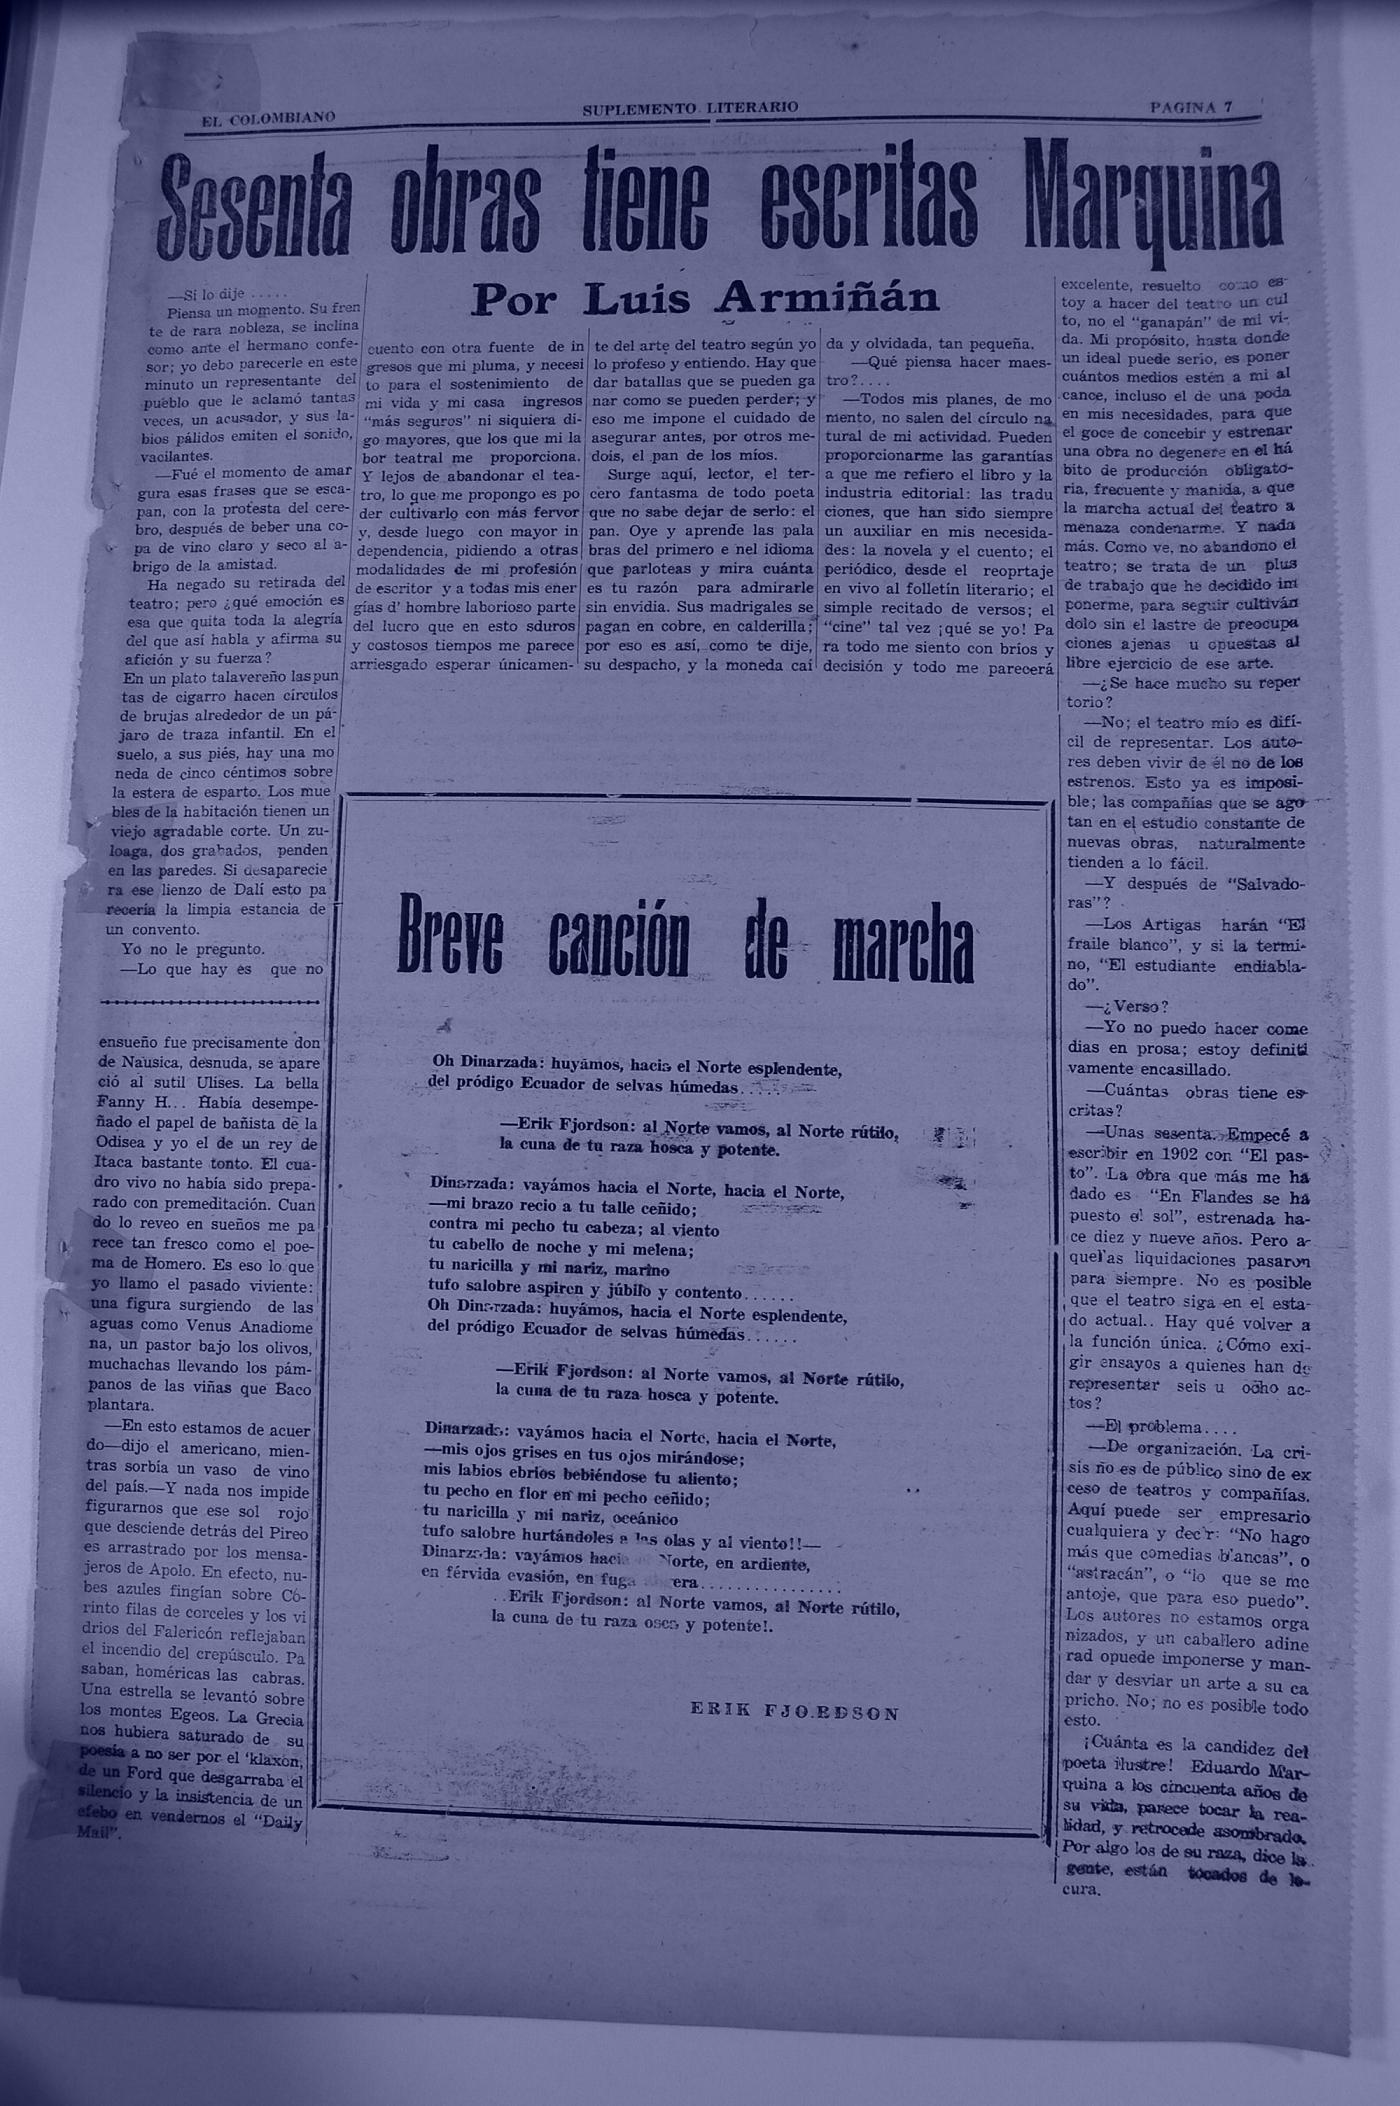 EL COLOMBIANO
SUPLEMENTO LITERARIO
PAGINA 7
Sesenta obras tiene escritas Marquina
Por Luis Armiñán
—Si lo dije .....
Piensa un momento. Su fren
te de rara nobleza, se inclina
como ante el hermano confe-
sor; yo debo parecerle en este
minuto un representante del
pueblo que le aclamó tantas
veces, un acusador, y sus la-
bios pálidos emiten el sonido,
vacilantes.
—Fué el momento de amar
gura esas frases que se esca-
pan, con la protesta del cere-
bro, después de beber una co-
pa de vino claro y seco al a-
brigo de la amistad.
Ha negado su retirada del
teatro; pero ¿qué emoción es
esa que quita toda la alegría
del que así habla y afirma su
afición y su fuerza?
En un plato talavereño las pun
tas de cigarro hacen círculos
de brujas alrededor de un pá-
jaro de traza infantil. En el
suelo, a sus piés, hay una mo
neda de cinco céntimos sobre
la estera de esparto. Los mue
bles de la habitación tienen un
viejo agradable corte. Un zu-
loaga, dos grabados, penden
en las paredes. Si desaparecie
ra ese lienzo de Dalí esto pa
recería la limpia estancia de
un convento.
Yo no le pregunto.
—Lo que hay es que no
cuento con otra fuente de in
gresos que mi pluma, y necesi
to para el sostenimiento de
mi vida y mi casa ingresos
"más seguros" ni siquiera di-
go mayores, que los que mi la
bor teatral me proporciona.
Y lejos de abandonar el tea-
tro, lo que me propongo es po
der cultivarlo con más fervor
y, desde luego con mayor in
dependencia, pidiendo a otras
modalidades de mi profesión
de escritor y a todas mis ener
gías d' hombre laborioso parte
del lucro que en esto sduros
y costosos tiempos me parece
arriesgado esperar únicamen-
te del arte del teatro según yo
lo profeso y entiendo. Hay que
dar batallas que se pueden ga
nar como se pueden perder; y
eso me impone el cuidado de
asegurar antes, por otros me-
dois, el pan de los míos.
Surge aquí, lector, el ter-
cero fantasma de todo poeta
que no sabe dejar de serlo: el
pan. Oye y aprende las pala
bras del primero e nel idioma
que parloteas y mira cuánta
es tu razón para admirarle
sin envidia. Sus madrigales se
pagan en cobre, en calderilla;
por eso es así, como te dije,
su despacho, y la moneda caí
da y olvidada, tan pequeña.
—Qué piensa hacer maes-
tro?....
—Todos mis planes, de mo
mento, no salen del círculo na
tural de mi actividad. Pueden
proporcionarme las garantías
a que me refiero el libro y la
industria editorial: las tradu
ciones, que han sido siempre
un auxiliar en mis necesida-
des: la novela y el cuento; el
periódico, desde el reoprtaje
en vivo al folletín literario; el
simple recitado de versos; el
"cine" tal vez ¡qué se yo! Pa
ra todo me siento con bríos y
decisión y todo me parecerá
excelente, resuelto como es-
toy a hacer del teatro un cul
to, no el "ganapán" de mi vi-
da. Mi propósito, hasta donde
un ideal puede serio, es poner
cuántos medios estén a mi al
cance, incluso el de una poda
en mis necesidades, para que
el goce de concebir y estrenar
una obra no degenere en el há
bito de producción obligato-
ria, frecuente y manida, a que
la marcha actual del teatro a
menaza condenarme. Y nada
más. Como ve, no abandono el
teatro; se trata de un plus
de trabajo que he decidido im
ponerme, para seguir cultiván
dolo sin el lastre de preocupa
ciones ajenas u opuestas al
libre ejercicio de ese arte.
—¿Se hace mucho su reper
torio?
—No; el teatro mío es difí-
cil de representar. Los auto-
res deben vivir de él no de los
estrenos. Esto ya es imposi-
ble; las compañías que se ago
tan en el estudio constante de
nuevas obras, naturalmente
tienden a lo fácil.
—Y después de "Salvado-
ras"?
—Los Artigas harán "El
fraile blanco", y si la termi-
no, "El estudiante endiabla-
do".
—¿Verso?
—Yo no puedo hacer come
dias en prosa; estoy definiti
vamente encasillado.
—Cuántas obras tiene es-
critas?
—Unas sesenta. Empecé a
escribir en 1902 con "El pas-
to". La obra que más me ha
dado es "En Flandes se ha
puesto el sol", estrenada ha-
ce diez y nueve años. Pero a-
quellas liquidaciones pasaron
para siempre. No es posible
que el teatro siga en el esta-
do actual.. Hay qué volver a
la función única. ¿Cómo exi-
gir ensayos a quienes han de
representar seis u ocho ac-
tos?
—El problema....
—De organización. La cri-
sis no es de público sino de ex
ceso de teatros y compañías.
Aquí puede ser empresario
cualquiera y decir: "No hago
más que comedias blancas", o
"astracán", o "lo que se me
antoje, que para eso puedo".
Los autores no estamos orga
nizados, y un caballero adine
rad opuede imponerse y man-
dar y desviar un arte a su ca
pricho. No; no es posible todo
esto.
¡Cuánta es la candidez del
poeta ilustre! Eduardo Mar-
quina a los cincuenta años de
su vida, parece tocar la rea-
lidad, y retrocede asombrado.
Por algo los de su raza, dice la
gente, están tocados de lo-
cura.
ensueño fue precisamente don
de Nausica, desnuda, se apare
ció al sutil Ulises. La bella
Fanny H... Había desempe-
ñado el papel de bañista de la
Odisea y yo el de un rey de
Itaca bastante tonto. El cua-
dro vivo no había sido prepa-
rado con premeditación. Cuan
do lo reveo en sueños me pa
rece tan fresco como el poe-
ma de Homero. Es eso lo que
yo llamo el pasado viviente:
una figura surgiendo de las
aguas como Venus Anadiome
na, un pastor bajo los olivos,
muchachas llevando los pám-
panos de las viñas que Baco
plantara.
—En esto estamos de acuer
do—dijo el americano, mien-
tras sorbía un vaso de vino
del país.—Y nada nos impide
figurarnos que ese sol rojo
que desciende detrás del Pireo
es arrastrado por los mensa-
jeros de Apolo. En efecto, nu-
bes azules fingían sobre Co-
rinto filas de corceles y los vi
drios del Falericón reflejaban
el incendio del crepúsculo. Pa
saban, homéricas las cabras.
Una estrella se levantó sobre
los montes Egeos. La Grecia
nos hubiera saturado de su
poesía a no ser por el 'klaxon,
de un Ford que desgarraba el
silencio y la insistencia de un
efebo en vendernos el "Daily
Mail".
Breve canción de marcha
Oh Dinarzada: huyámos, hacia el Norte esplendente,
del pródigo Ecuador de selvas húmedas......
—Erik Fjordson: al Norte vamos, al Norte rútilo,
la cuna de tu raza hosca y potente.
Dinarzada: vayámos hacia el Norte, hacia el Norte,
—mi brazo recio a tu talle ceñido;
contra mi pecho tu cabeza; al viento
tu cabello de noche y mi melena;
tu naricilla y mi nariz, marino
tufo salobre aspiren y júbilo y contento......
Oh Dinarzada: huyámos, hacia el Norte esplendente,
del pródigo Ecuador de selvas húmedas......
—Erik Fjordson: al Norte vamos, al Norte rútilo,
la cuna de tu raza hosca y potente.
Dinarzada: vayámos hacia el Norte, hacia el Norte,
—mis ojos grises en tus ojos mirándose;
mis labios ebrios bebiéndose tu aliento;
tu pecho en flor en mi pecho ceñido;
tu naricilla y mi nariz, oceánico
tufo salobre hurtándoles a las olas y al viento!!—
Dinarzada: vayámos hacia Norte, en ardiente,
en férvida evasión, en fuga era................
..Erik Fjordson: al Norte vamos, al Norte rútilo,
la cuna de tu raza osca y potente!.
ERIK FJORDSON